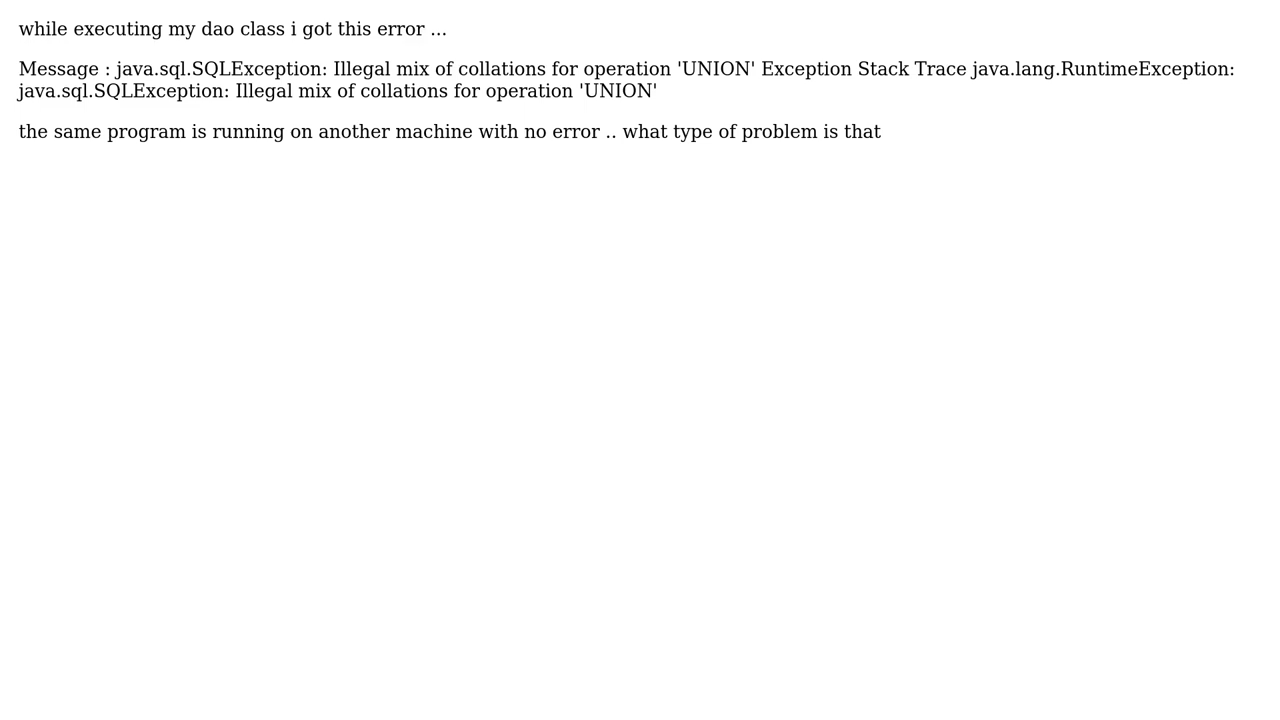 while executing my dao class i got this error ...
Message : java.sql.SQLException: Illegal mix of collations for operation 'UNION' Exception Stack Trace java.lang.RuntimeException:
java.sql.SQLException: Illegal mix of collations for operation 'UNION'
the same program is running on another machine with no error .. what type of problem is that